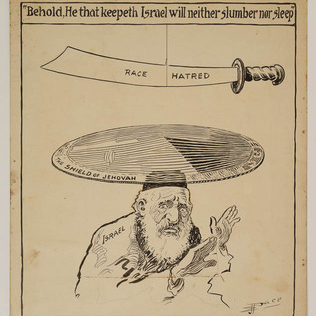 "Behold, He that keepeth Israel will neither slumber nor sleep"
RACE HATRED
THE SHIELD OF JEHOVAH
ISRAEL